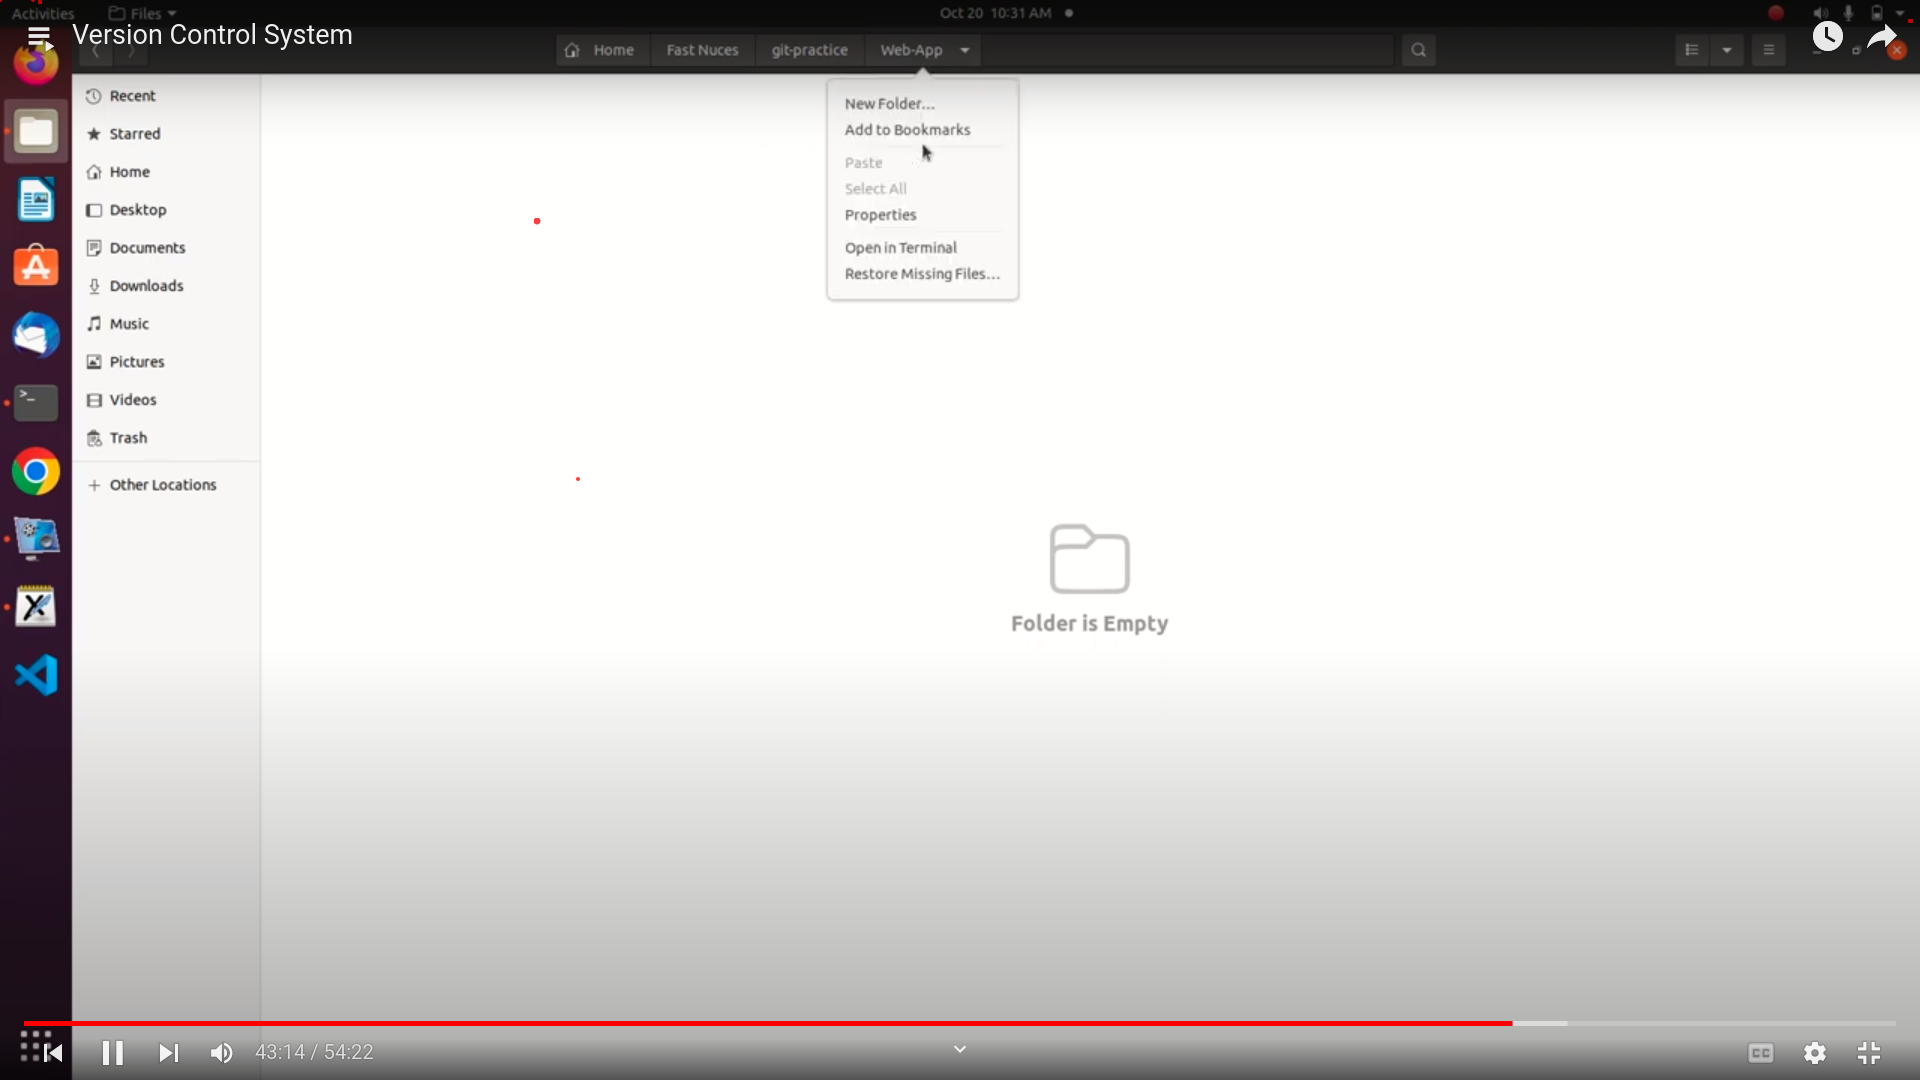 Activities Files Oct 20 10:31 AM
Version Control System
Home Fast Nuces git-practice Web-App
Recent
Starred
Home
Desktop
Documents
Downloads
Music
Pictures
Videos
Trash
Other Locations
New Folder...
Add to Bookmarks
Paste
Select All
Properties
Open in Terminal
Restore Missing Files...
Folder is Empty
43:14 / 54:22
CC